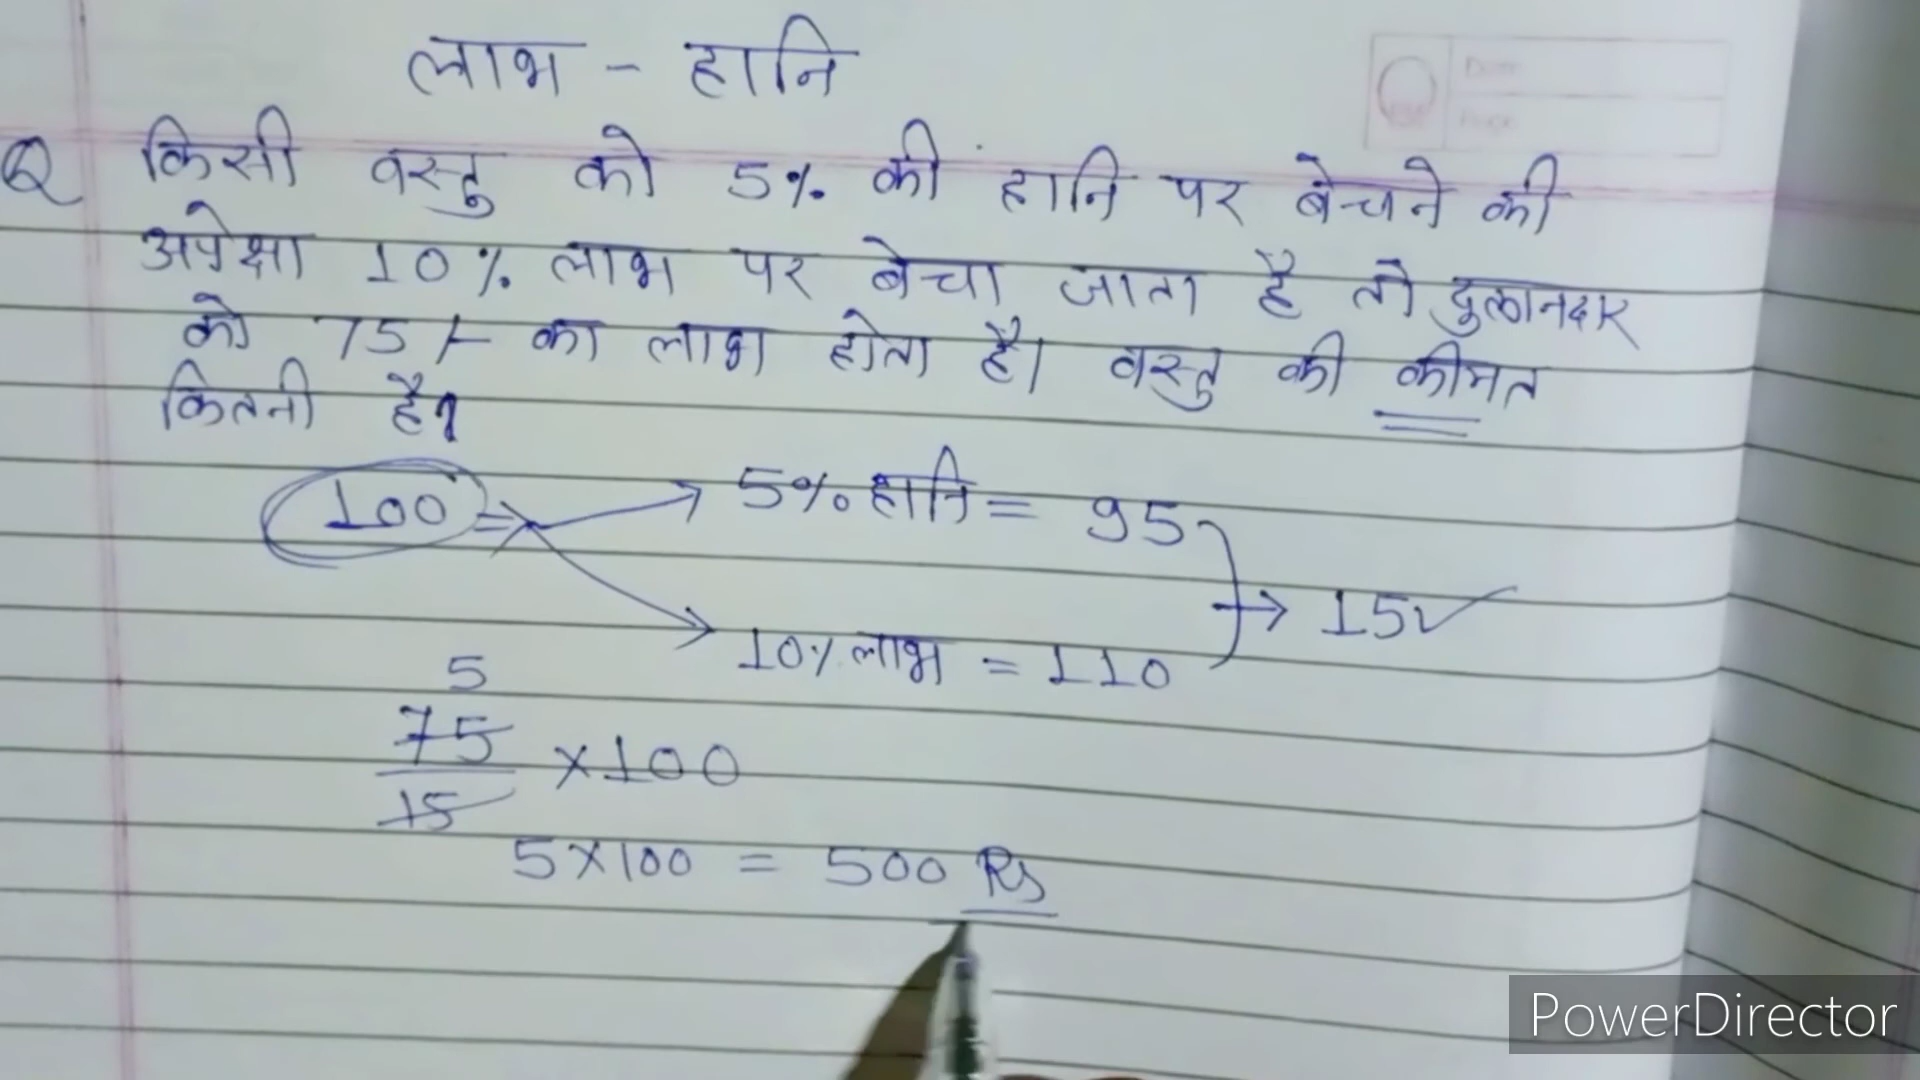 लाभ - हानि
Q किसी वस्तु को 5% की हानि पर बेचने की
अपेक्षा 10% लाभ पर बेचा जाता है तो दुकानदार
को 75/- का लाभ होता है। वस्तु की कीमत
कितनी है।
100 ⇒ 5% हानि = 95
→ 15 ✓
10% लाभ = 110
5
75
15
×100
5×100 = 500 Rs
PowerDirector